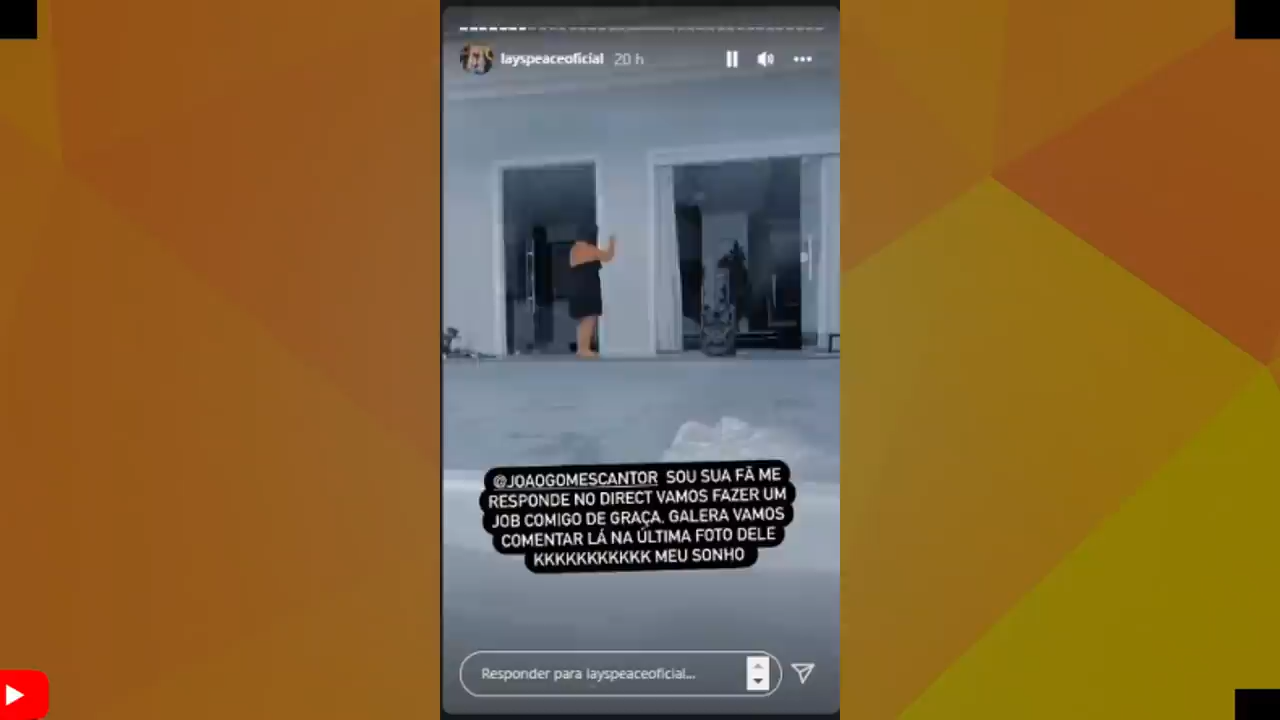 layspeaceoficial 20 h
@JOAOGOMESCANTOR SOU SUA FÃ ME
RESPONDE NO DIRECT VAMOS FAZER UM
JOB COMIGO DE GRAÇA. GALERA VAMOS
COMENTAR LÁ NA ÚLTIMA FOTO DELE
KKKKKKKKKKK MEU SONHO
Responder para layspeaceoficial...